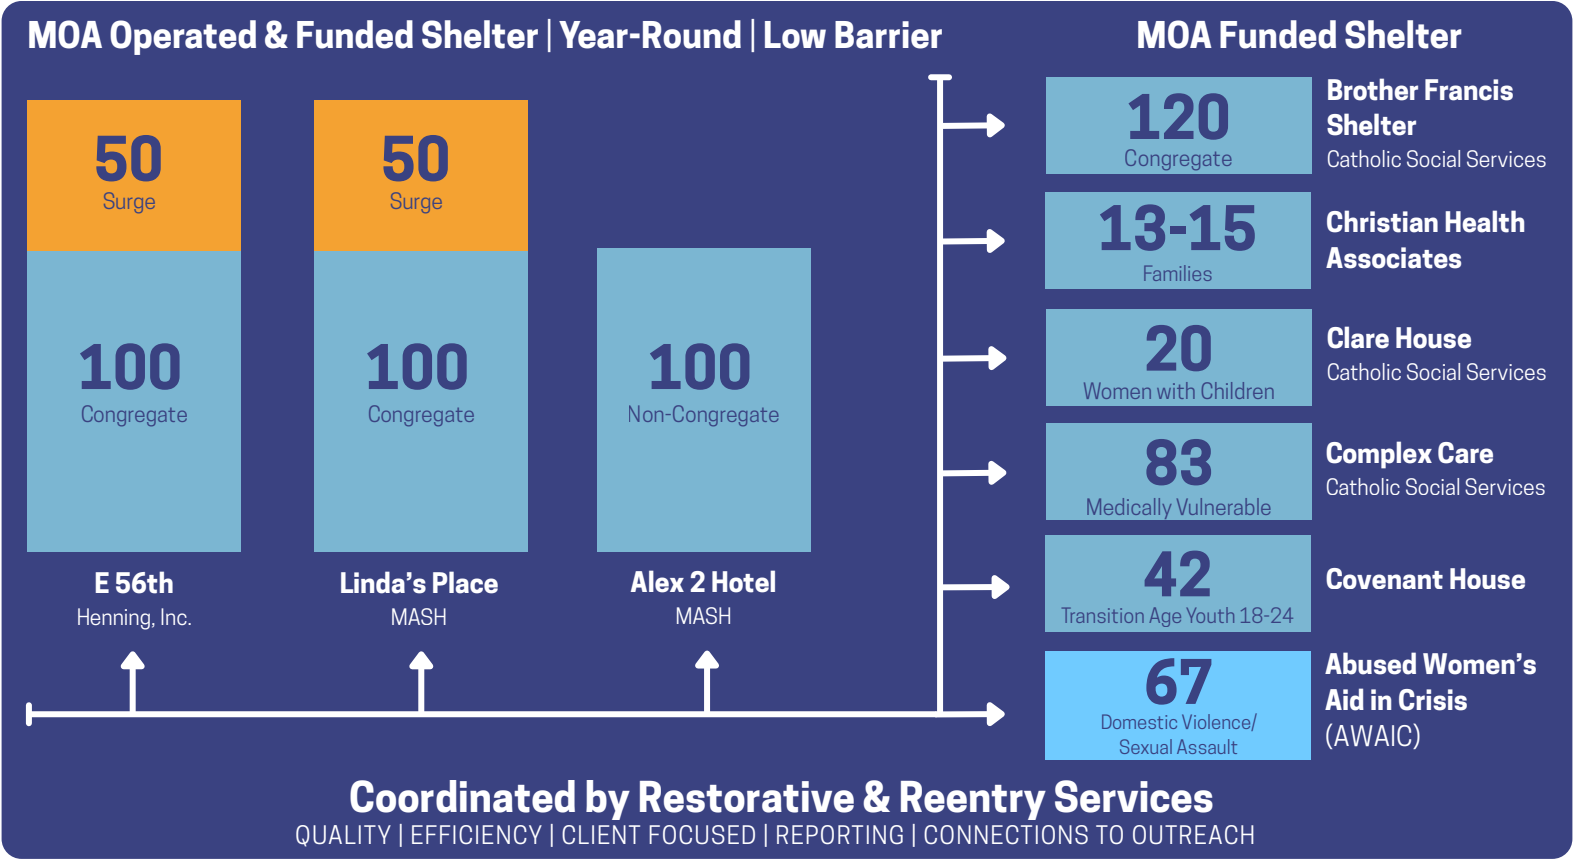 MOA Operated & Funded Shelter | Year-Round | Low Barrier
50
Surge
100
Congregate
E 56th
Henning, Inc.
50
Surge
100
Congregate
Linda's Place
MASH
100
Non-Congregate
Alex 2 Hotel
MASH
MOA Funded Shelter
120
Congregate
Brother Francis
Shelter
Catholic Social Services
13-15
Families
Christian Health
Associates
20
Women with Children
Clare House
Catholic Social Services
83
Medically Vulnerable
Complex Care
Catholic Social Services
42
Transition Age Youth 18-24
Covenant House
67
Domestic Violence/
Sexual Assault
Abused Women's
Aid in Crisis
(AWAIC)
Coordinated by Restorative & Reentry Services
QUALITY | EFFICIENCY | CLIENT FOCUSED | REPORTING | CONNECTIONS TO OUTREACH